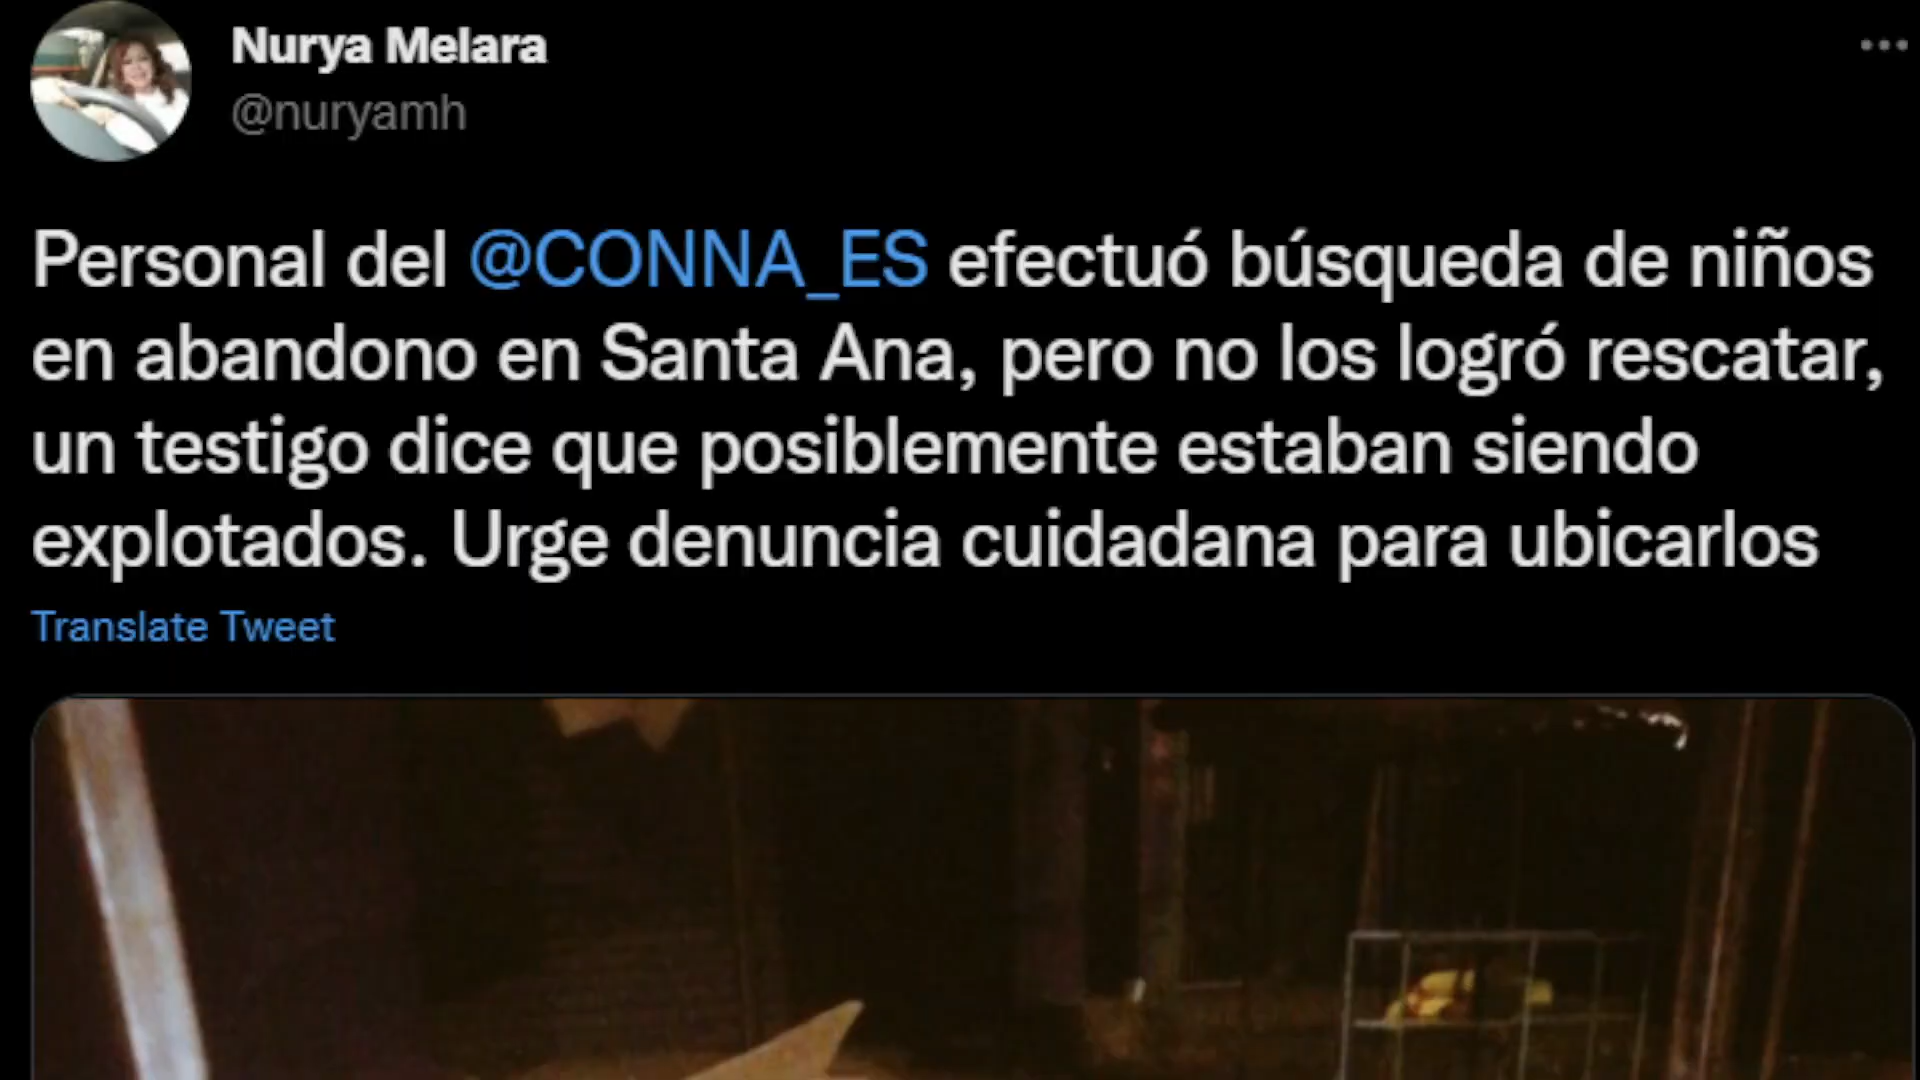 Nurya Melara
@nuryamh
Personal del @CONNA_ES efectuó búsqueda de niños
en abandono en Santa Ana, pero no los logró rescatar,
un testigo dice que posiblemente estaban siendo
explotados. Urge denuncia cuidadana para ubicarlos
Translate Tweet